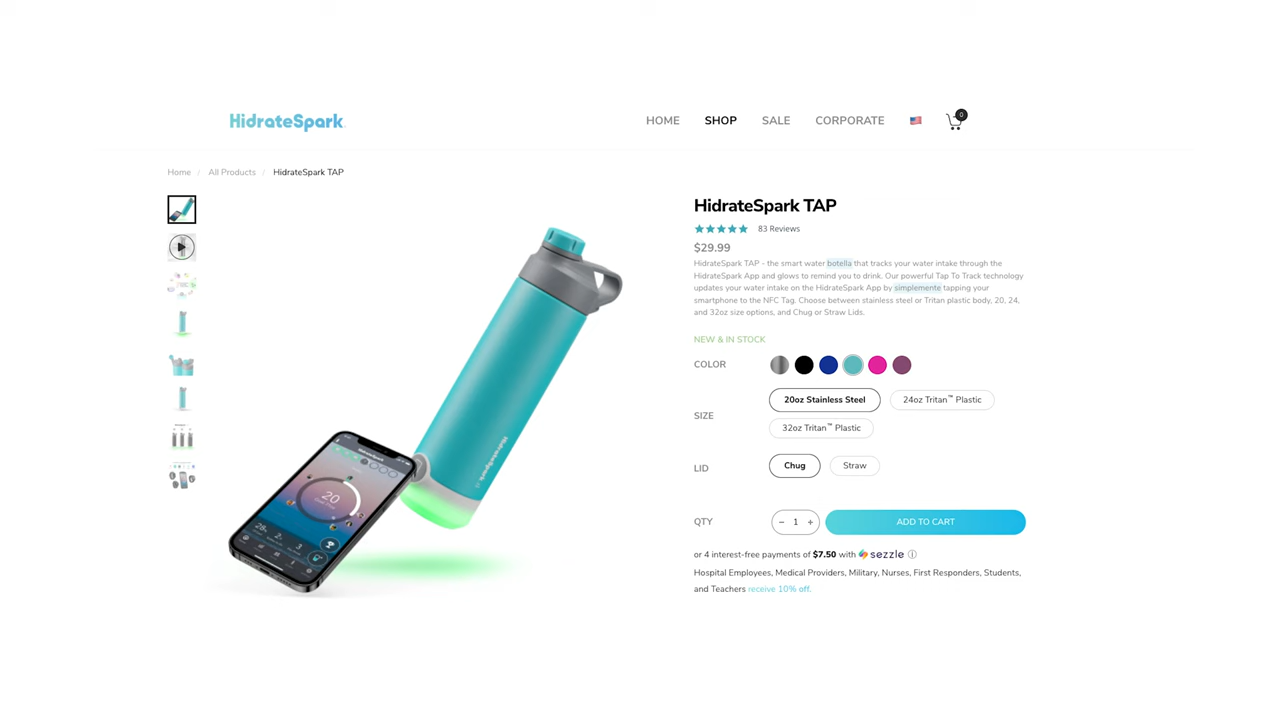 HidrateSpark
HOME SHOP SALE CORPORATE
0
Home / All Products / HidrateSpark TAP
HidrateSpark TAP
83 Reviews
$29.99
HidrateSpark TAP - the smart water botella that tracks your water intake through the
HidrateSpark App and glows to remind you to drink. Our powerful Tap To Track technology
updates your water intake on the HidrateSpark App by simplemente tapping your
smartphone to the NFC Tag. Choose between stainless steel or Tritan plastic body, 20, 24,
and 32oz size options, and Chug or Straw Lids.
NEW & IN STOCK
COLOR
SIZE
20oz Stainless Steel 24oz Tritan™ Plastic
32oz Tritan™ Plastic
LID Chug Straw
QTY − 1 + ADD TO CART
or 4 interest-free payments of $7.50 with sezzle ⓘ
Hospital Employees, Medical Providers, Military, Nurses, First Responders, Students,
and Teachers receive 10% off.
HidrateSpark
HidrateSpark
20